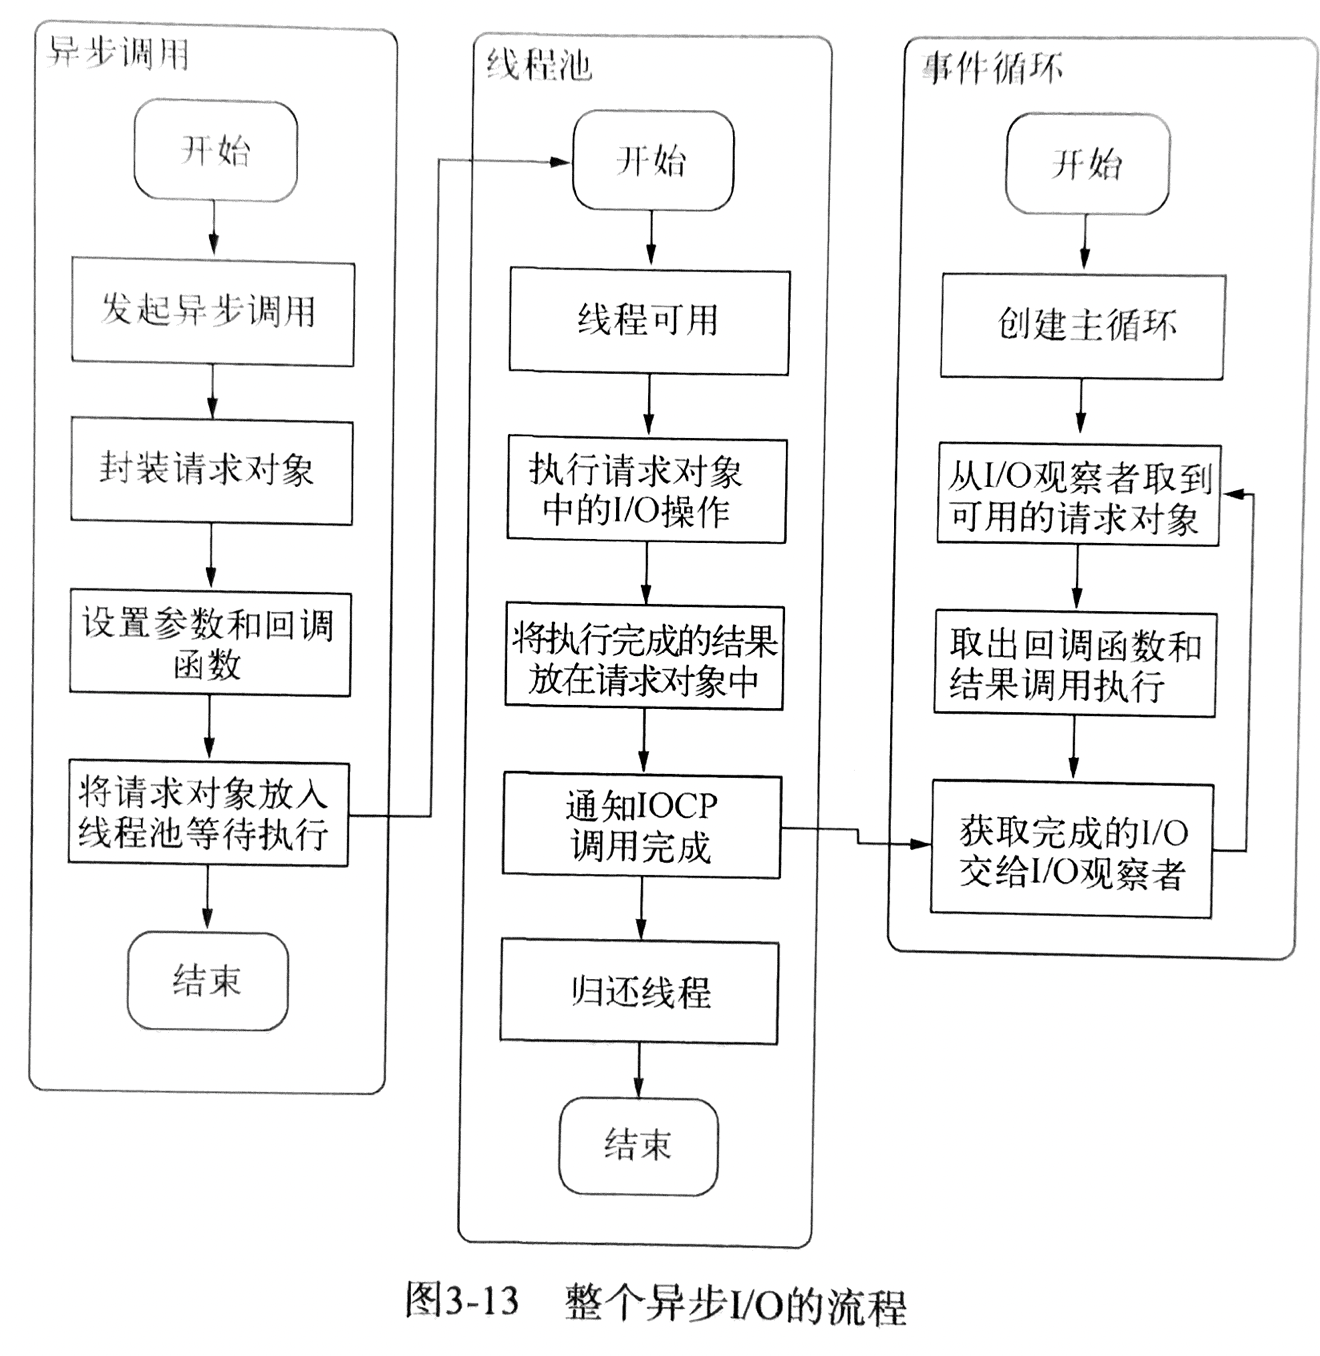 异步调用
开始
发起异步调用
封装请求对象
设置参数和回调
函数
将请求对象放入
线程池等待执行
结束
线程池
开始
线程可用
执行请求对象
中的I/O操作
将执行完成的结果
放在请求对象中
通知IOCP
调用完成
归还线程
结束
事件循环
开始
创建主循环
从I/O观察者取到
可用的请求对象
取出回调函数和
结果调用执行
获取完成的I/O
交给I/O观察者
图3-13 整个异步I/O的流程